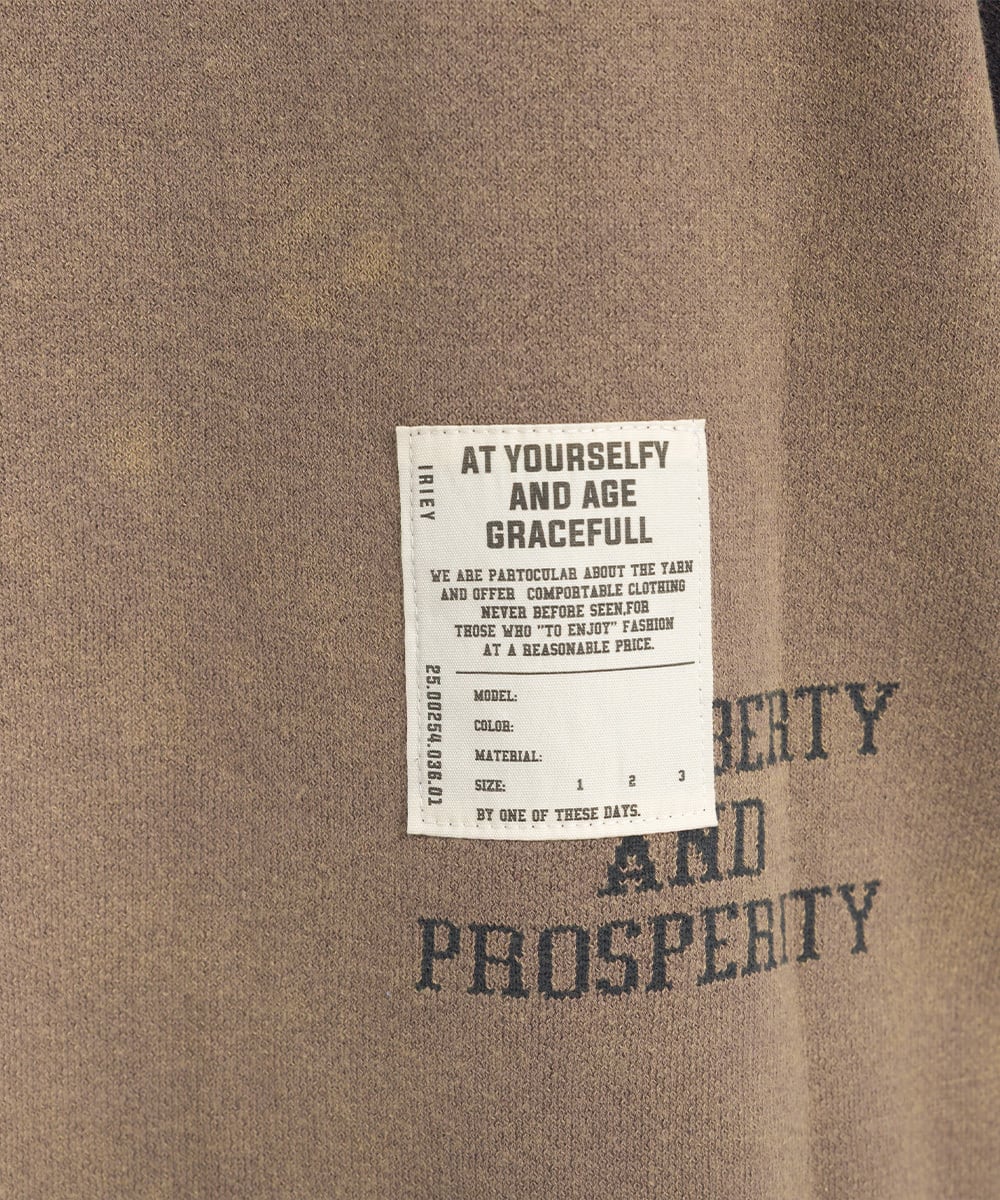 IRIEY
AT YOURSELFY
AND AGE
GRACEFULL
WE ARE PARTOCULAR ABOUT THE YARN
AND OFFER COMPORTABLE CLOTHING
NEVER BEFORE SEEN,FOR
THOSE WHO "TO ENJOY" FASHION
AT A REASONABLE PRICE.
25.00254.036.01
MODEL:
COLOR:
MATERIAL:
SIZE: 1 2 3
BY ONE OF THESE DAYS.
BERTY
AND
PROSPERITY